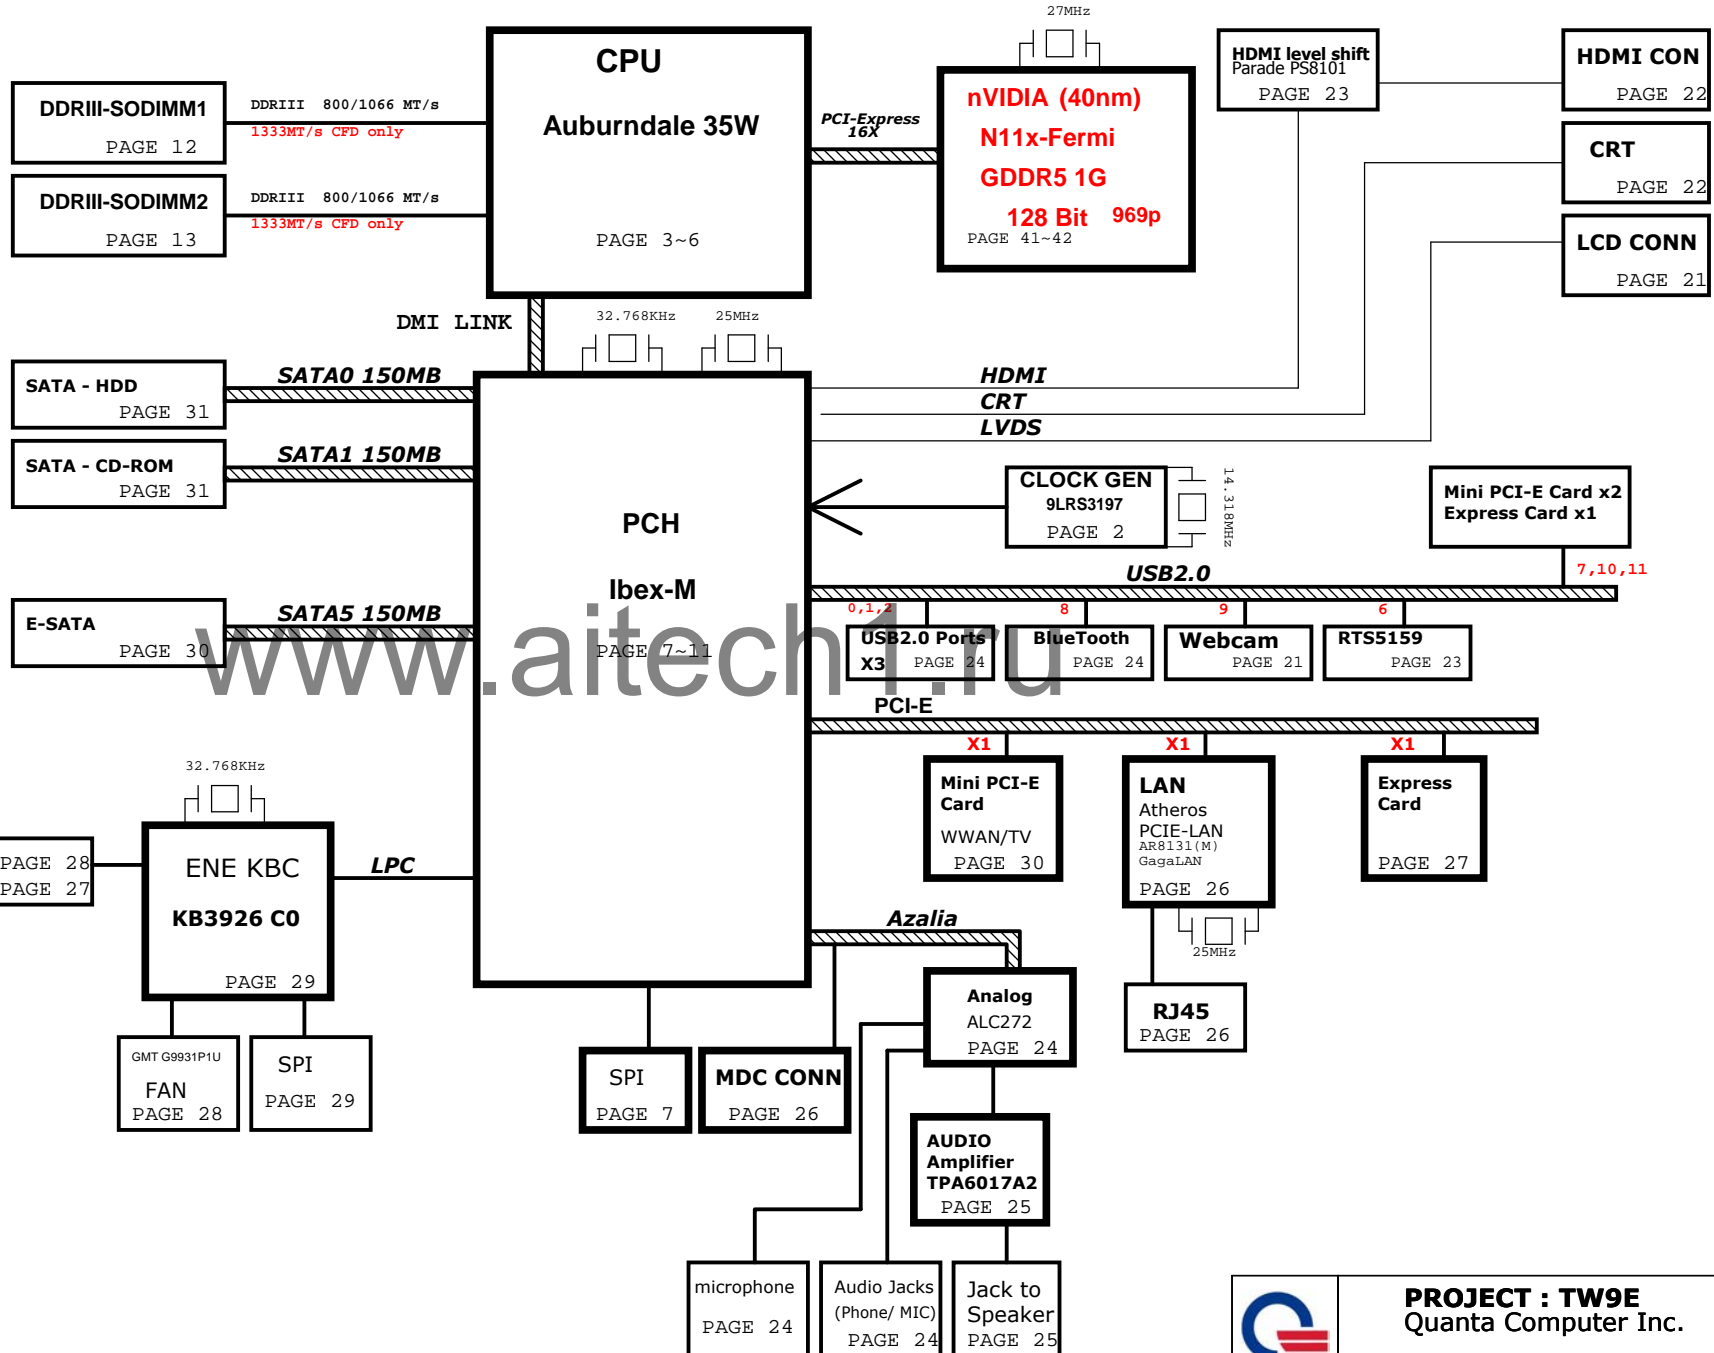 27MHz
CPU
Auburndale 35W
PAGE 3~6
nVIDIA (40nm)
N11x-Fermi
GDDR5 1G
128 Bit 969p
PAGE 41~42
HDMI level shift
Parade PS8101
PAGE 23
HDMI CON
PAGE 22
CRT
PAGE 22
LCD CONN
PAGE 21
DDRIII-SODIMM1
PAGE 12
DDRIII 800/1066 MT/s
1333MT/s CFD only
DDRIII-SODIMM2
PAGE 13
DDRIII 800/1066 MT/s
1333MT/s CFD only
PCI-Express
16X
DMI LINK
32.768KHz
25MHz
SATA - HDD
PAGE 31
SATA0 150MB
SATA - CD-ROM
PAGE 31
SATA1 150MB
E-SATA
PAGE 30
SATA5 150MB
PCH
Ibex-M
PAGE 7~11
HDMI
CRT
LVDS
CLOCK GEN
9LRS3197
PAGE 2
14.318MHz
Mini PCI-E Card x2
Express Card x1
7,10,11
USB2.0
0,1,2
8
9
6
USB2.0 Ports
X3 PAGE 24
BlueTooth
PAGE 24
Webcam
PAGE 21
RTS5159
PAGE 23
www.aitech1.ru
PCI-E
X1
X1
X1
Mini PCI-E
Card
WWAN/TV
PAGE 30
LAN
Atheros
PCIE-LAN
AR8131(M)
GagaLAN
PAGE 26
25MHz
Express
Card
PAGE 27
RJ45
PAGE 26
32.768KHz
PAGE 28
PAGE 27
ENE KBC
KB3926 C0
PAGE 29
LPC
GMT G9931P1U
FAN
PAGE 28
SPI
PAGE 29
SPI
PAGE 7
MDC CONN
PAGE 26
Azalia
Analog
ALC272
PAGE 24
AUDIO
Amplifier
TPA6017A2
PAGE 25
microphone
PAGE 24
Audio Jacks
(Phone/ MIC)
PAGE 24
Jack to
Speaker
PAGE 25
PROJECT : TW9E
Quanta Computer Inc.